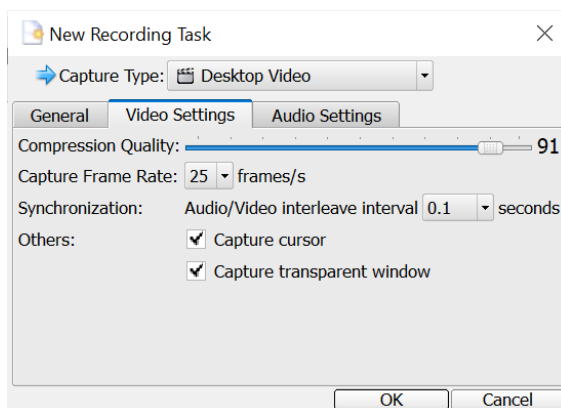 New Recording Task
Capture Type: Desktop Video
General Video Settings Audio Settings
Compression Quality: 91
Capture Frame Rate: 25 frames/s
Synchronization: Audio/Video interleave interval 0.1 seconds
Others: Capture cursor
Capture transparent window
OK Cancel